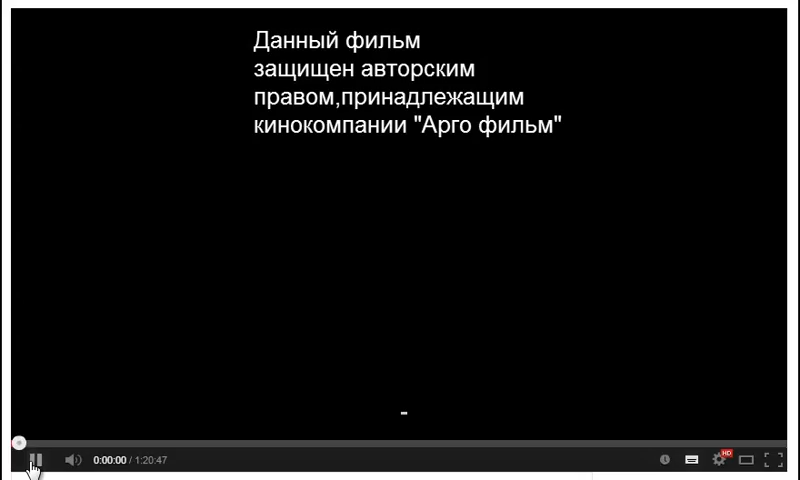 Данный фильм
защищен авторским
правом,принадлежащим
кинокомпании "Арго фильм"
-
0:00:00 / 1:20:47
HD